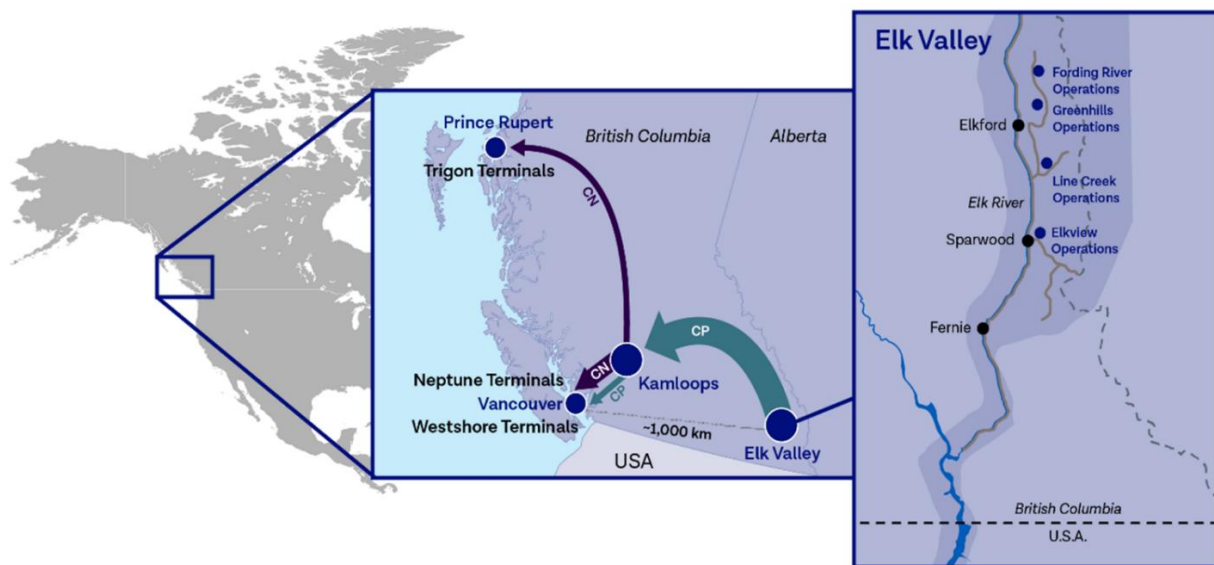 Prince Rupert
Trigon Terminals
British Columbia
Alberta
CN
CP
CN
CP
Neptune Terminals
Kamloops
Vancouver
Westshore Terminals
~1,000 km
Elk Valley
USA
Elk Valley
Fording River
Operations
Greenhills
Operations
Elkford
Line Creek
Operations
Elk River
Sparwood
Elkview
Operations
Fernie
British Columbia
U.S.A.